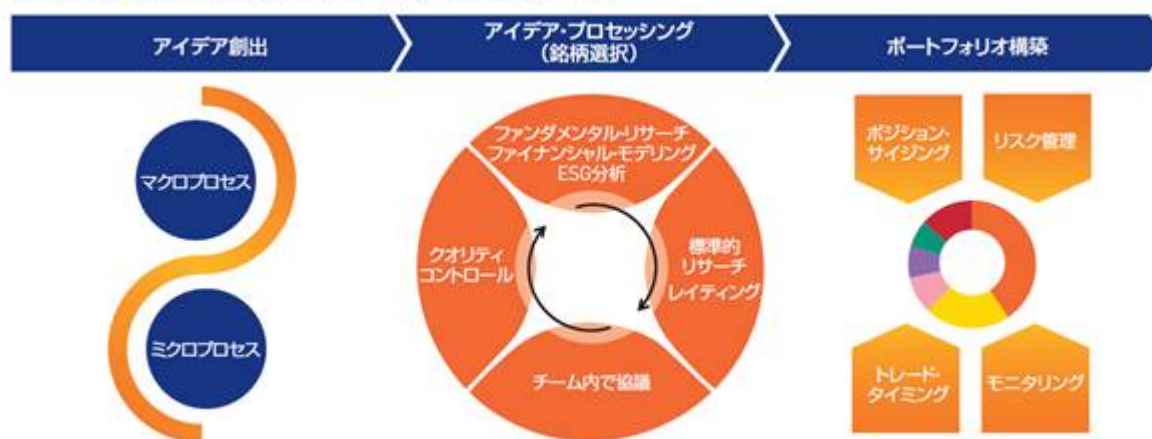 アイデア創出
アイデア・プロセッシング
(銘柄選択)
ポートフォリオ構築
マクロプロセス
ミクロプロセス
ファンダメンタル・リサーチ
ファイナンシャル・モデリング
ESG分析
クオリティ
コントロール
標準的
リサーチ
レイティング
チーム内で協議
ポジション・
サイジング
リスク管理
トレード・
タイミング
モニタリング